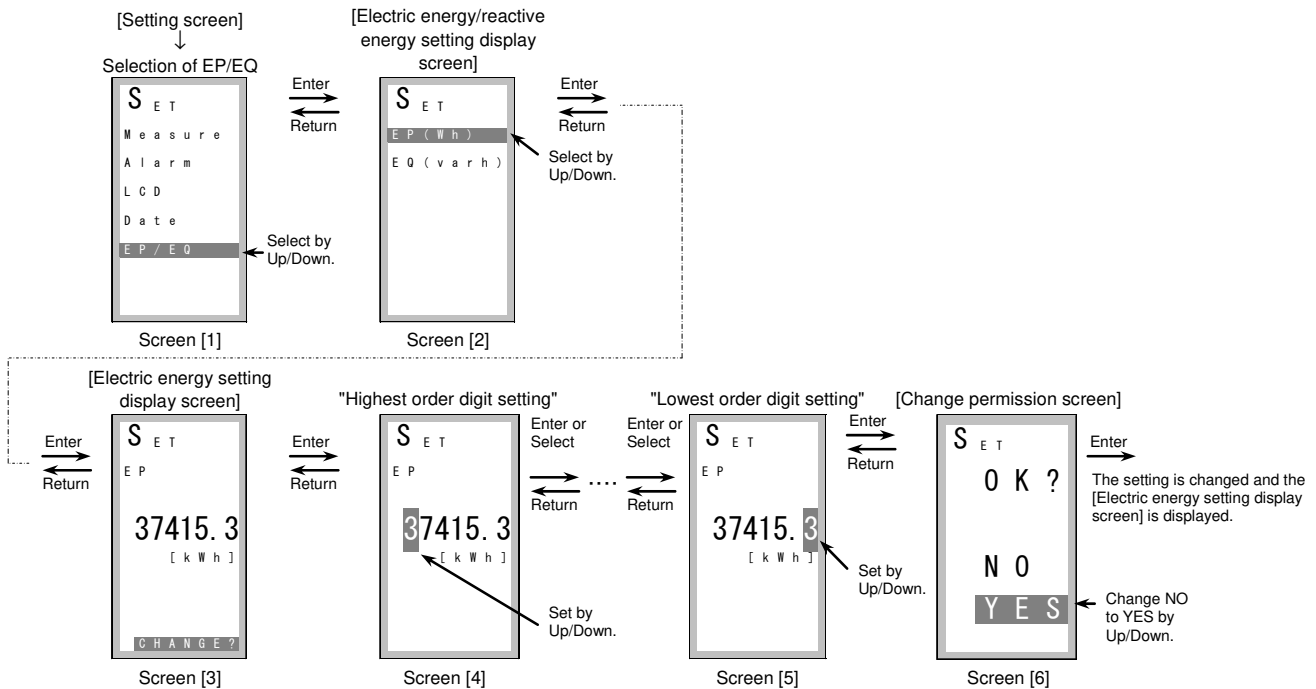 [Setting screen]
↓
Selection of EP/EQ
SET
Measure
Alarm
LCD
Date
EP/EQ
Select by
Up/Down.
Screen [1]
Enter
Return
[Electric energy/reactive
energy setting display
screen]
SET
EP(Wh)
EQ(varh)
Select by
Up/Down.
Screen [2]
Enter
Return
Enter
Return
[Electric energy setting
display screen]
SET
EP
37415.3
[kWh]
CHANGE?
Screen [3]
Enter
Return
"Highest order digit setting"
SET
EP
37415.3
[kWh]
Set by
Up/Down.
Screen [4]
Enter or
Select
Return
....
Enter or
Select
Return
"Lowest order digit setting"
SET
EP
37415.3
[kWh]
Set by
Up/Down.
Screen [5]
Enter
Return
[Change permission screen]
SET
OK?
NO
YES
Change NO
to YES by
Up/Down.
Screen [6]
Enter
The setting is changed and the
[Electric energy setting display
screen] is displayed.